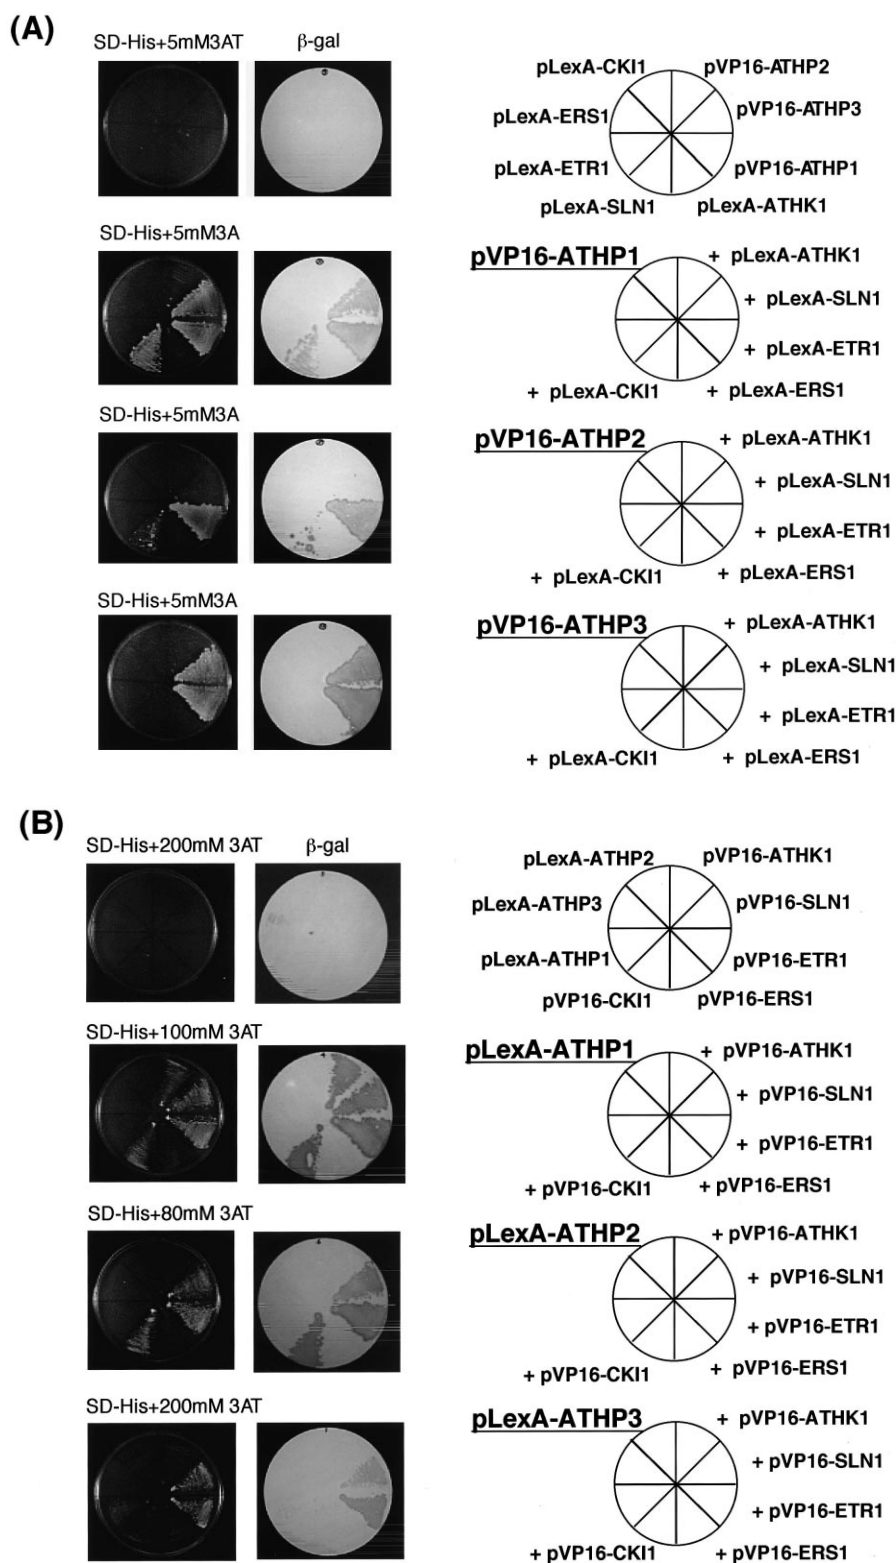 (A)
SD-His+5mM3AT
β-gal
pLexA-CKI1
pVP16-ATHP2
pLexA-ERS1
pVP16-ATHP3
pLexA-ETR1
pVP16-ATHP1
pLexA-SLN1
pLexA-ATHK1
SD-His+5mM3A
pVP16-ATHP1
+ pLexA-ATHK1
+ pLexA-SLN1
+ pLexA-ETR1
+ pLexA-CKI1
+ pLexA-ERS1
SD-His+5mM3A
pVP16-ATHP2
+ pLexA-ATHK1
+ pLexA-SLN1
+ pLexA-ETR1
+ pLexA-CKI1
+ pLexA-ERS1
SD-His+5mM3A
pVP16-ATHP3
+ pLexA-ATHK1
+ pLexA-SLN1
+ pLexA-ETR1
+ pLexA-CKI1
+ pLexA-ERS1
(B)
SD-His+200mM 3AT
β-gal
pLexA-ATHP2
pVP16-ATHK1
pLexA-ATHP3
pVP16-SLN1
pLexA-ATHP1
pVP16-ETR1
pVP16-CKI1
pVP16-ERS1
SD-His+100mM 3AT
pLexA-ATHP1
+ pVP16-ATHK1
+ pVP16-SLN1
+ pVP16-ETR1
+ pVP16-CKI1
+ pVP16-ERS1
SD-His+80mM 3AT
pLexA-ATHP2
+ pVP16-ATHK1
+ pVP16-SLN1
+ pVP16-ETR1
+ pVP16-CKI1
+ pVP16-ERS1
SD-His+200mM 3AT
pLexA-ATHP3
+ pVP16-ATHK1
+ pVP16-SLN1
+ pVP16-ETR1
+ pVP16-CKI1
+ pVP16-ERS1